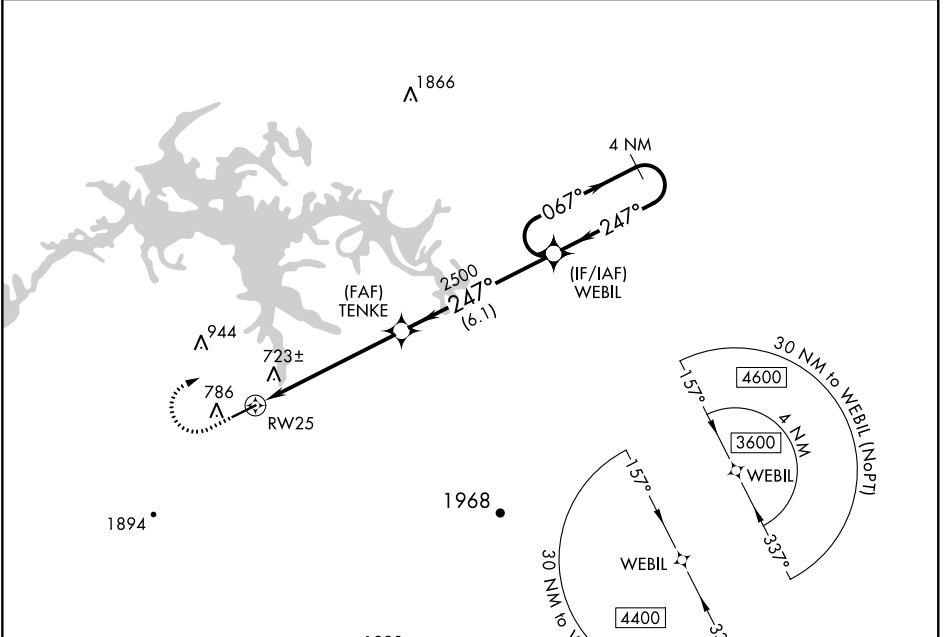 1866
4 NM
067°
247°
(IF/IAF)
WEBIL
2500
247°
(6.1)
(FAF)
TENKE
944
723±
786
RW25
1894
1968
30 NM to WEBIL (NoPT)
157°
4600
4 NM
3600
WEBIL
337°
157°
WEBIL
30 NM to
4400